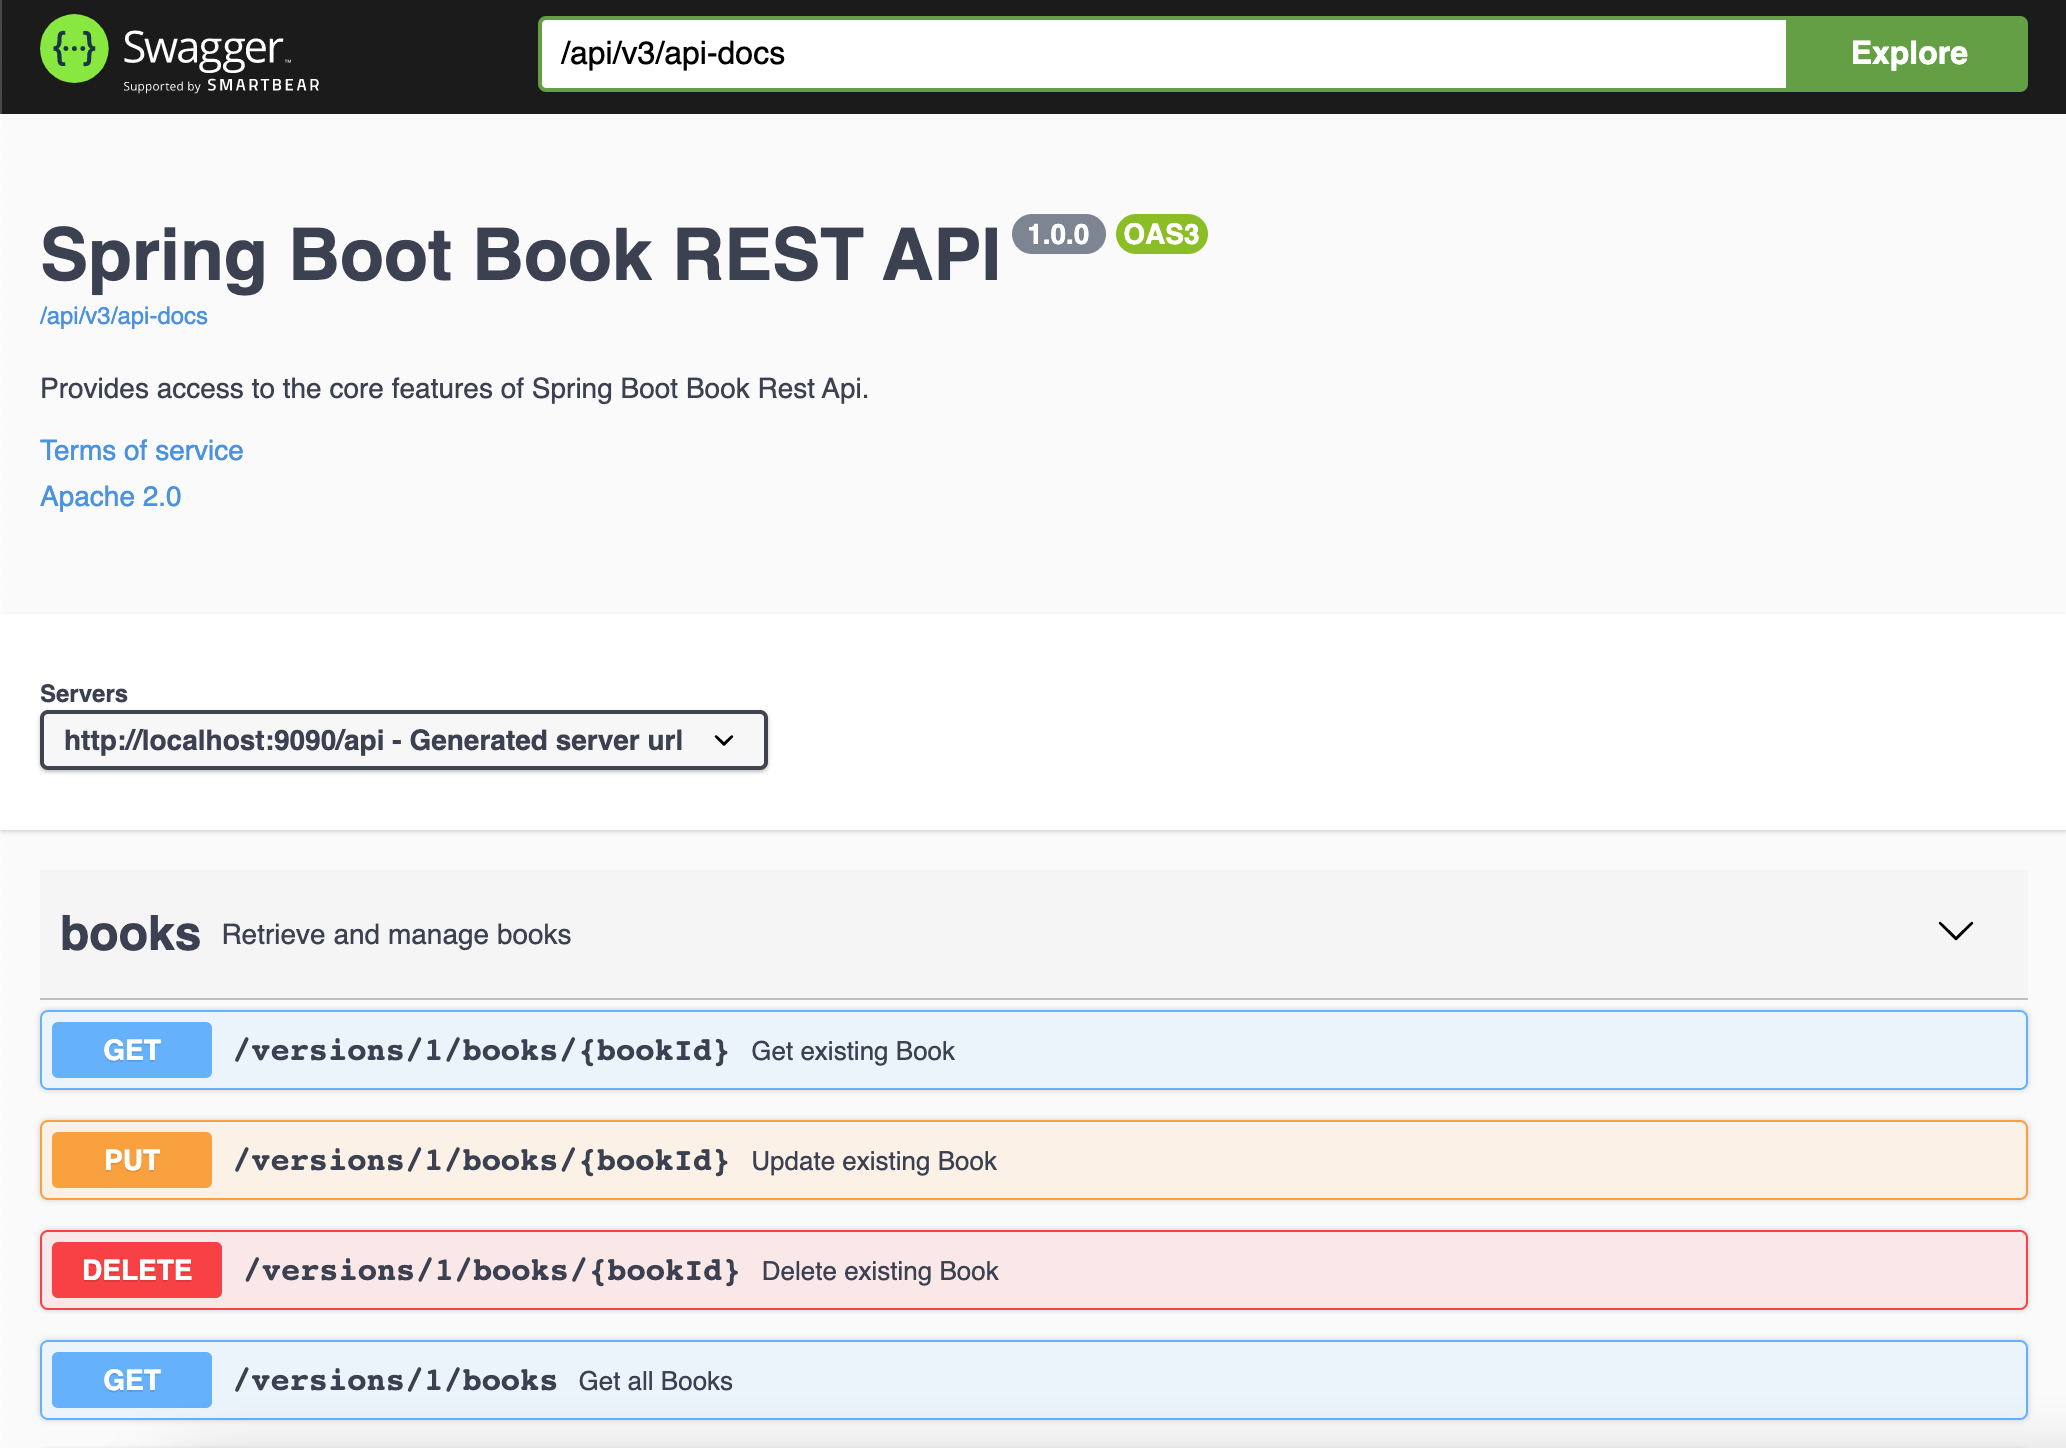 {···} Swagger™
Supported by SMARTBEAR
/api/v3/api-docs
Explore
Spring Boot Book REST API 1.0.0 OAS3
/api/v3/api-docs
Provides access to the core features of Spring Boot Book Rest Api.
Terms of service
Apache 2.0
Servers
http://localhost:9090/api - Generated server url
books Retrieve and manage books
GET /versions/1/books/{bookId} Get existing Book
PUT /versions/1/books/{bookId} Update existing Book
DELETE /versions/1/books/{bookId} Delete existing Book
GET /versions/1/books Get all Books